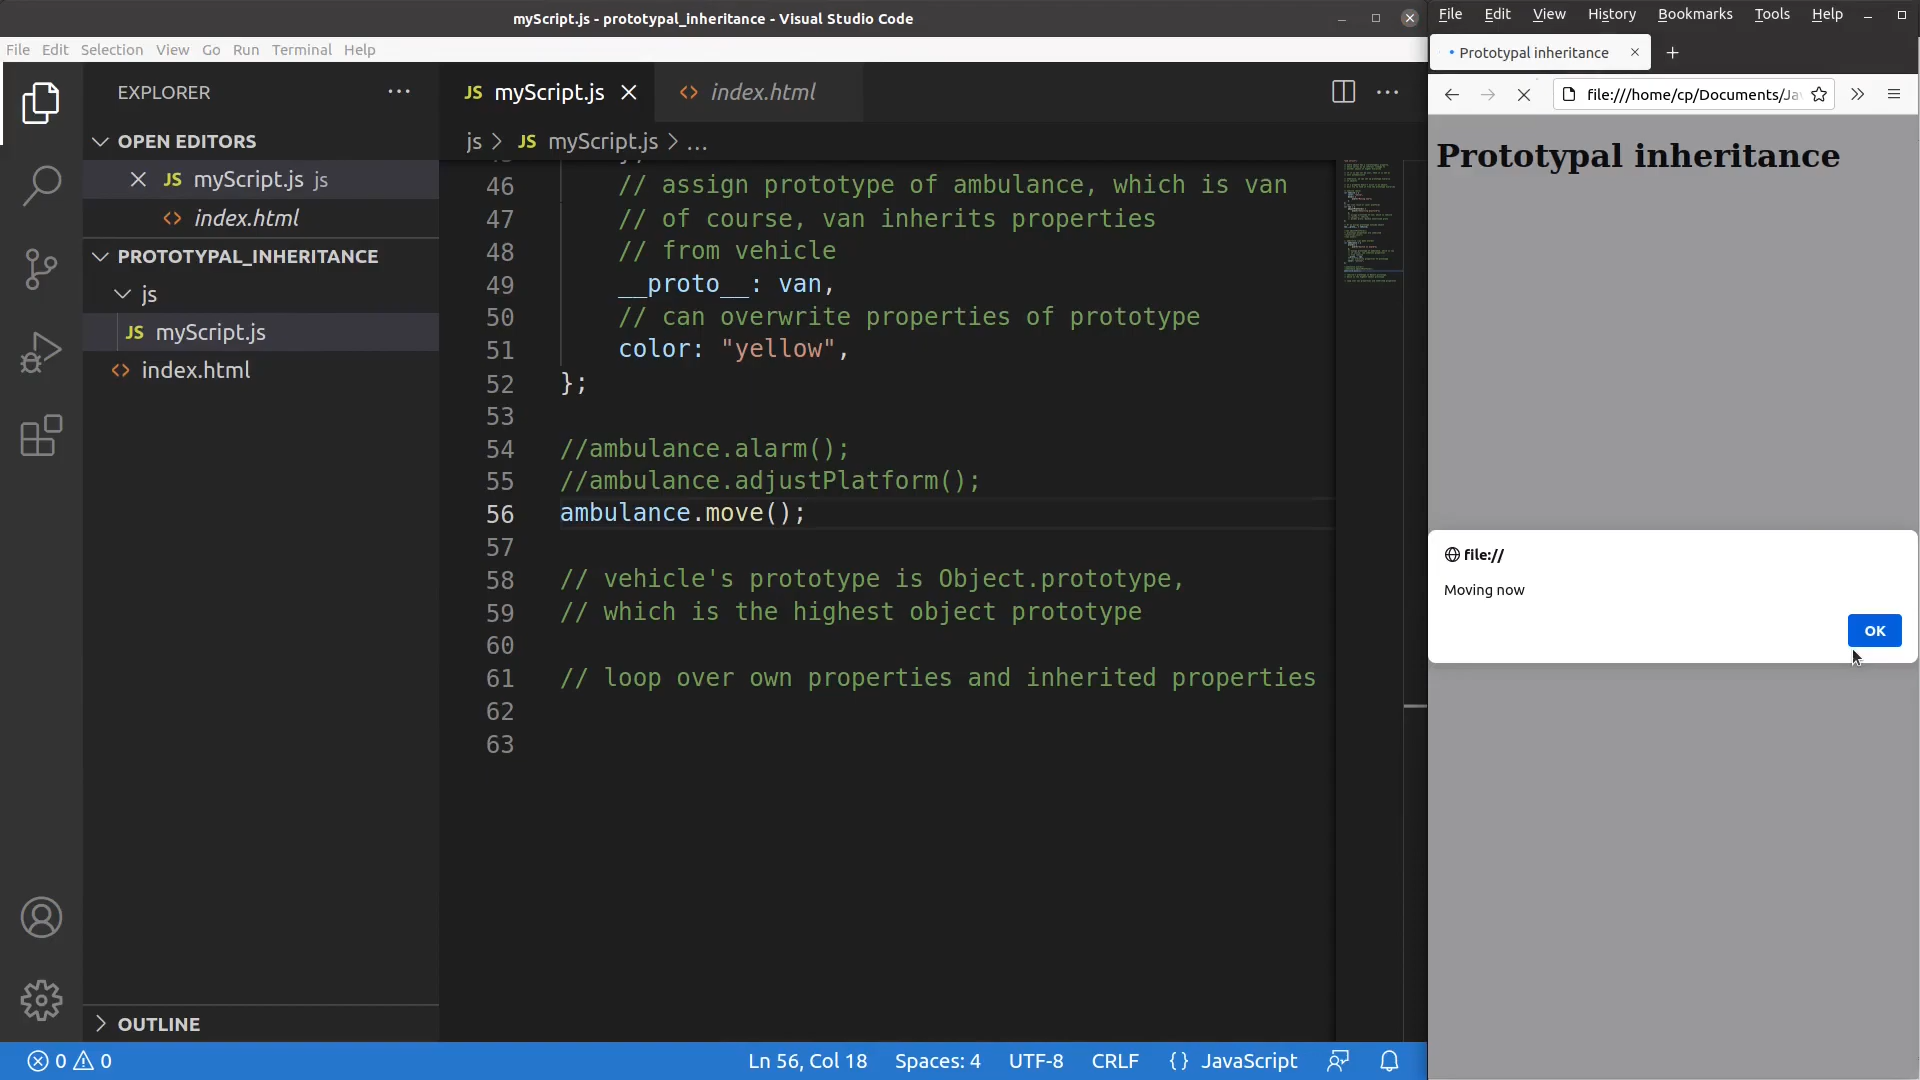 myScript.js - prototypal_inheritance - Visual Studio Code
File Edit Selection View Go Run Terminal Help
EXPLORER
OPEN EDITORS
JS myScript.js js
<> index.html
PROTOTYPAL_INHERITANCE
js
JS myScript.js
<> index.html
OUTLINE
JS myScript.js
<> index.html
js > JS myScript.js > ...
46 // assign prototype of ambulance, which is van
47 // of course, van inherits properties
48 // from vehicle
49 __proto__: van,
50 // can overwrite properties of prototype
51 color: "yellow",
52 };
53
54 //ambulance.alarm();
55 //ambulance.adjustPlatform();
56 ambulance.move();
57
58 // vehicle's prototype is Object.prototype,
59 // which is the highest object prototype
60
61 // loop over own properties and inherited properties
62
63
0 0
Ln 56, Col 18 Spaces: 4 UTF-8 CRLF {} JavaScript
File Edit View History Bookmarks Tools Help
Prototypal inheritance
file:///home/cp/Documents/Ja
Prototypal inheritance
file://
Moving now
OK